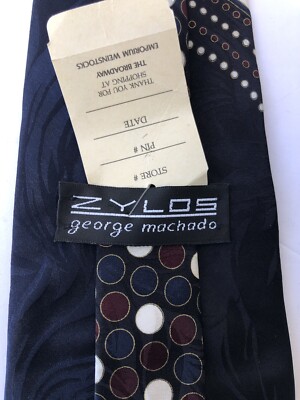 THANK YOU FOR
SHOPPING AT
THE BROADWAY
EMPORIUM WEINSTOCKS
DATE
PIN #
STORE #
ZYLOS
george machado